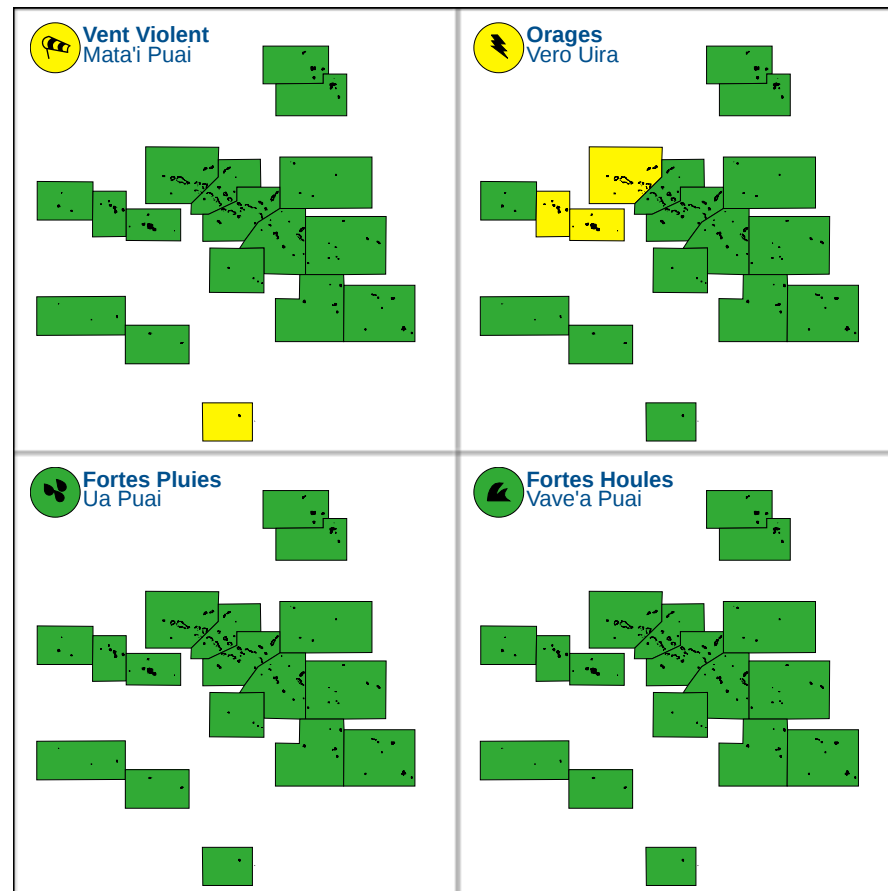 Vent Violent
Mata'i Puai
Orages
Vero Uira
Fortes Pluies
Ua Puai
Fortes Houles
Vave'a Puai